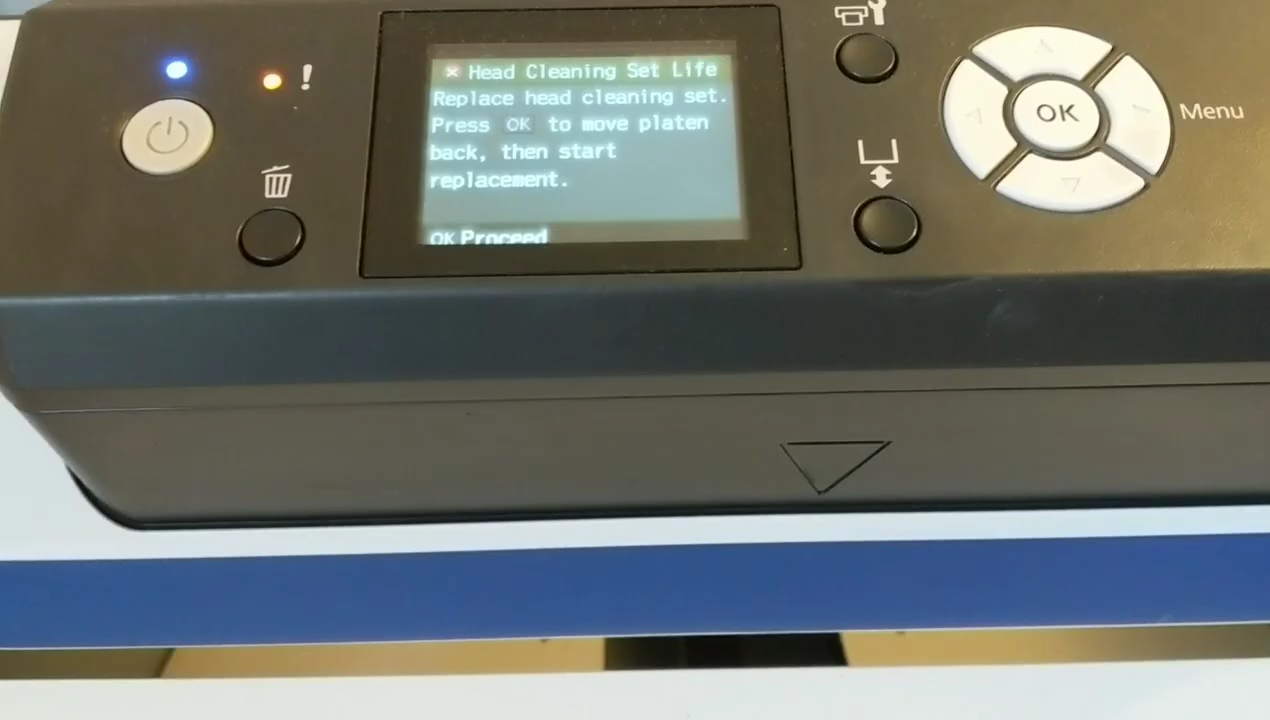 Head Cleaning Set Life
Replace head cleaning set.
Press OK to move platen
back, then start
replacement.
OK Proceed
!
OK
Menu